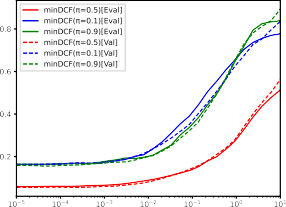 minDCF(π=0.5)[Eval]
minDCF(π=0.1)[Eval]
minDCF(π=0.9)[Eval]
minDCF(π=0.5)[Val]
minDCF(π=0.1)[Val]
minDCF(π=0.9)[Val]
0.8
0.6
0.4
0.2
10⁻⁵ 10⁻⁴ 10⁻³ 10⁻² 10⁻¹ 10⁰ 10¹